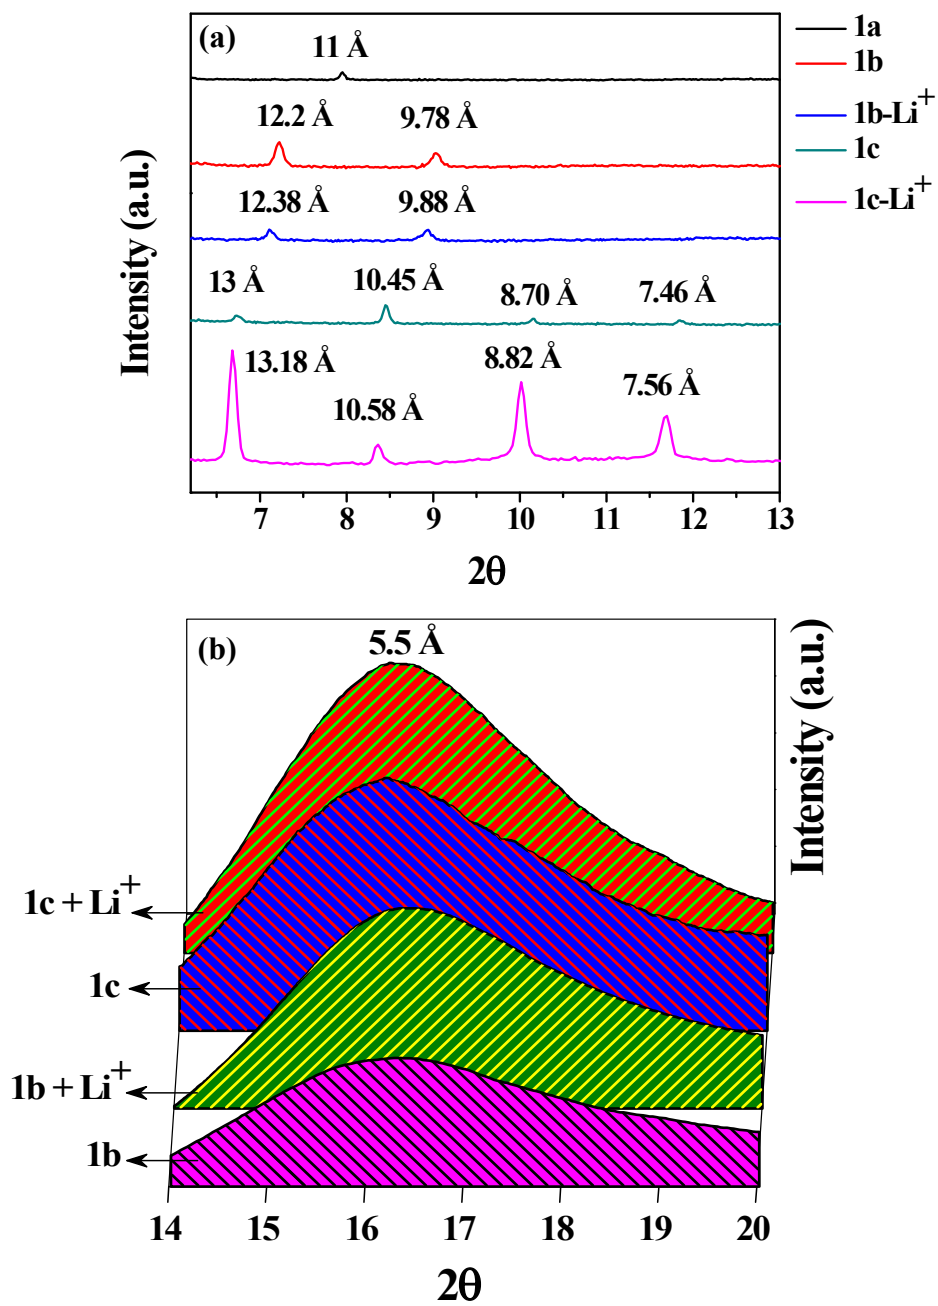 (a)
11 Å
12.2 Å 9.78 Å
12.38 Å 9.88 Å
13 Å 10.45 Å 8.70 Å 7.46 Å
13.18 Å 10.58 Å 8.82 Å 7.56 Å
Intensity (a.u.)
7 8 9 10 11 12 13
2θ
1a
1b
1b-Li⁺
1c
1c-Li⁺
(b)
5.5 Å
Intensity (a.u.)
1c + Li⁺
1c
1b + Li⁺
1b
14 15 16 17 18 19 20
2θ